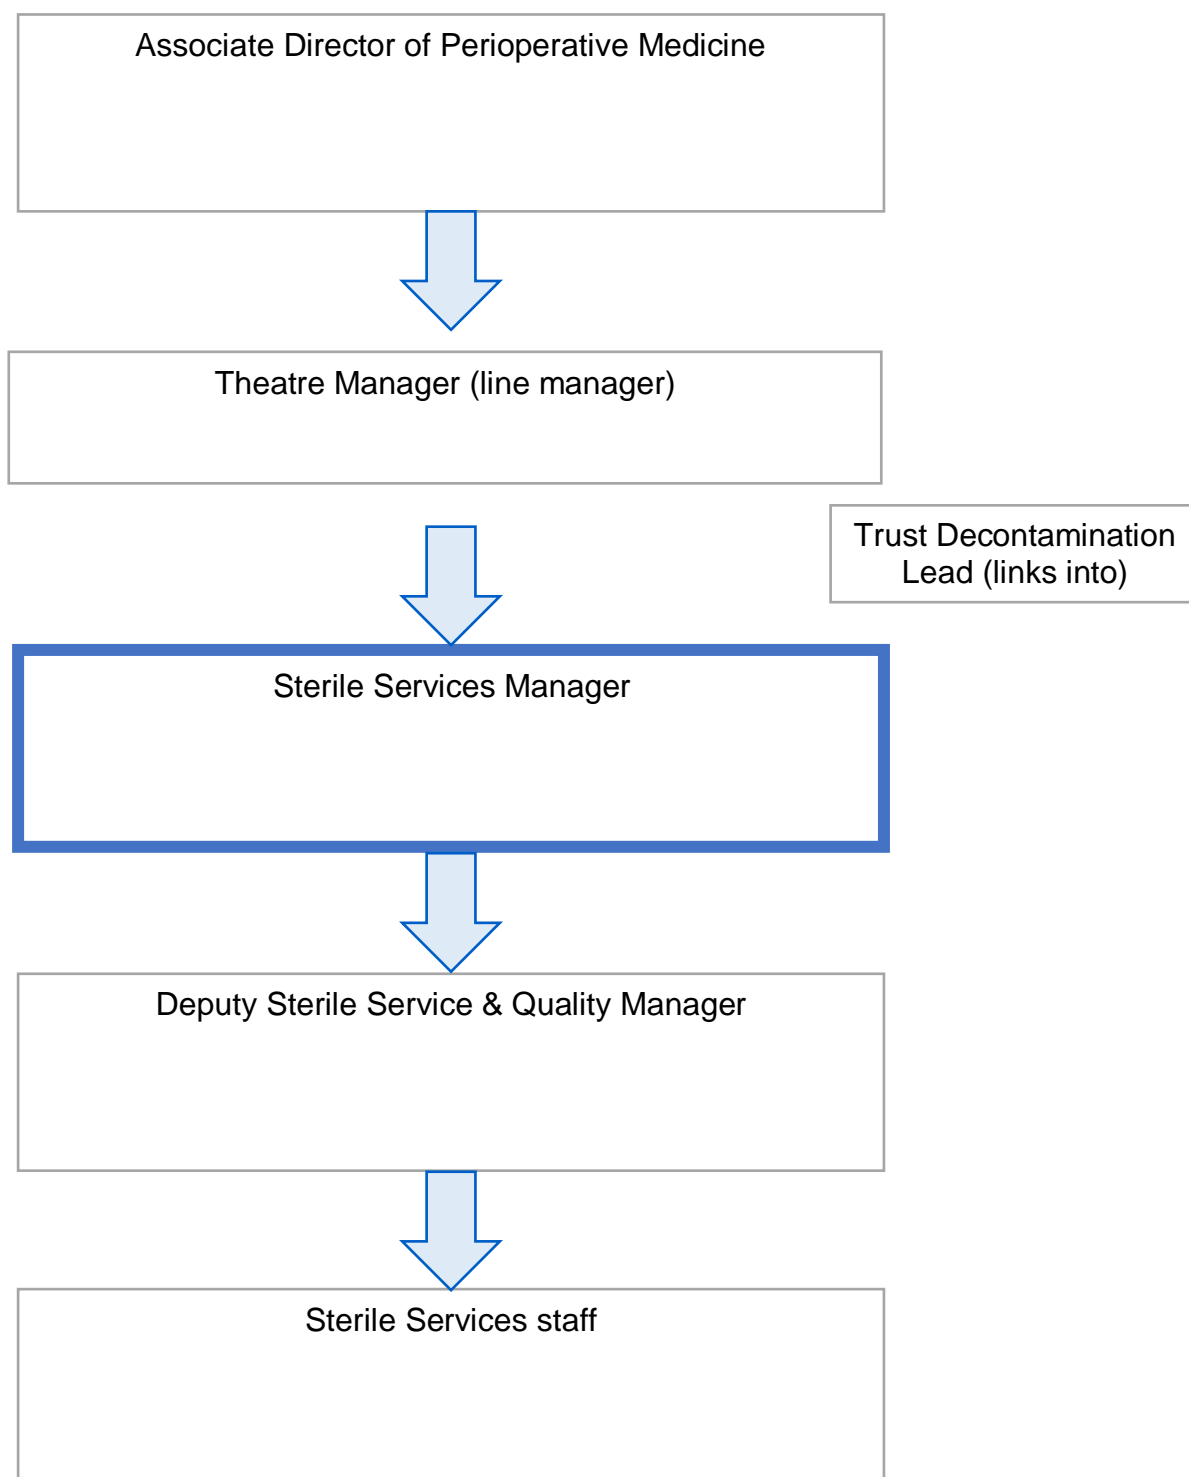 Associate Director of Perioperative Medicine
Theatre Manager (line manager)
Trust Decontamination
Lead (links into)
Sterile Services Manager
Deputy Sterile Service & Quality Manager
Sterile Services staff